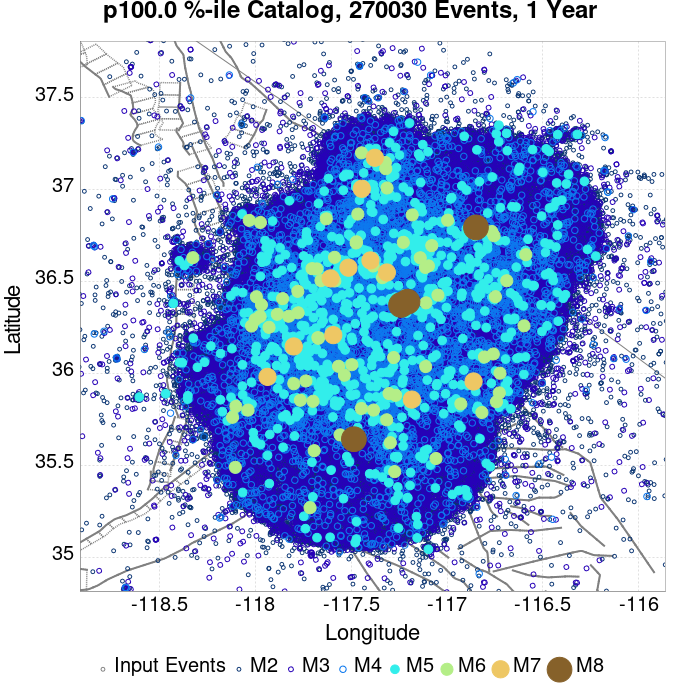 p100.0 %-ile Catalog, 270030 Events, 1 Year
37.5
37
36.5
36
35.5
35
Latitude
-118.5 -118 -117.5 -117 -116.5 -116
Longitude
Input Events M2 M3 M4 M5 M6 M7 M8